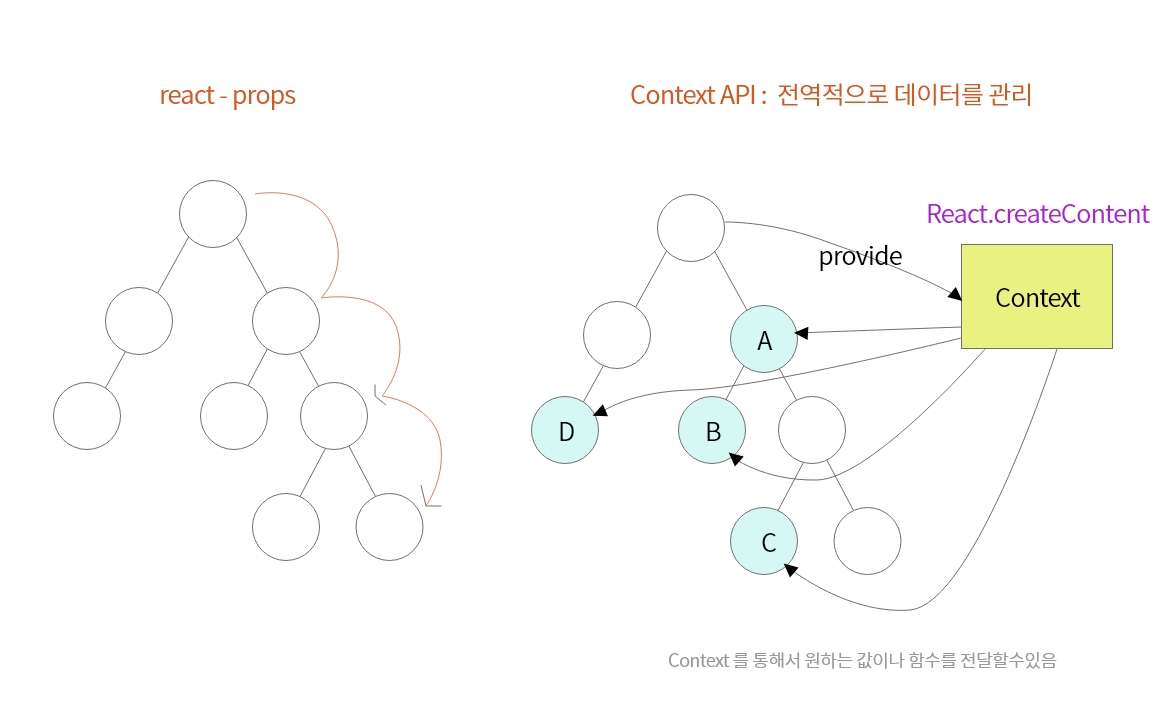 react - props
Context API : 전역적으로 데이터를 관리
React.createContent
provide
Context
A
D
B
C
Context 를 통해서 원하는 값이나 함수를 전달할수있음